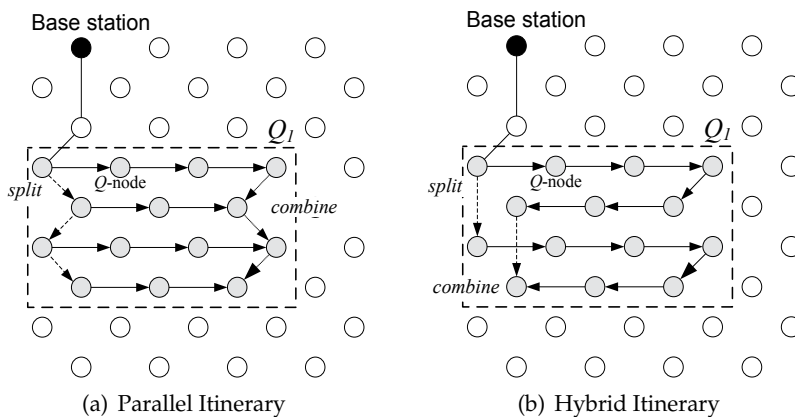 Base station
Q1
split
Q-node
combine
(a) Parallel Itinerary
Base station
Q1
split
Q-node
combine
(b) Hybrid Itinerary